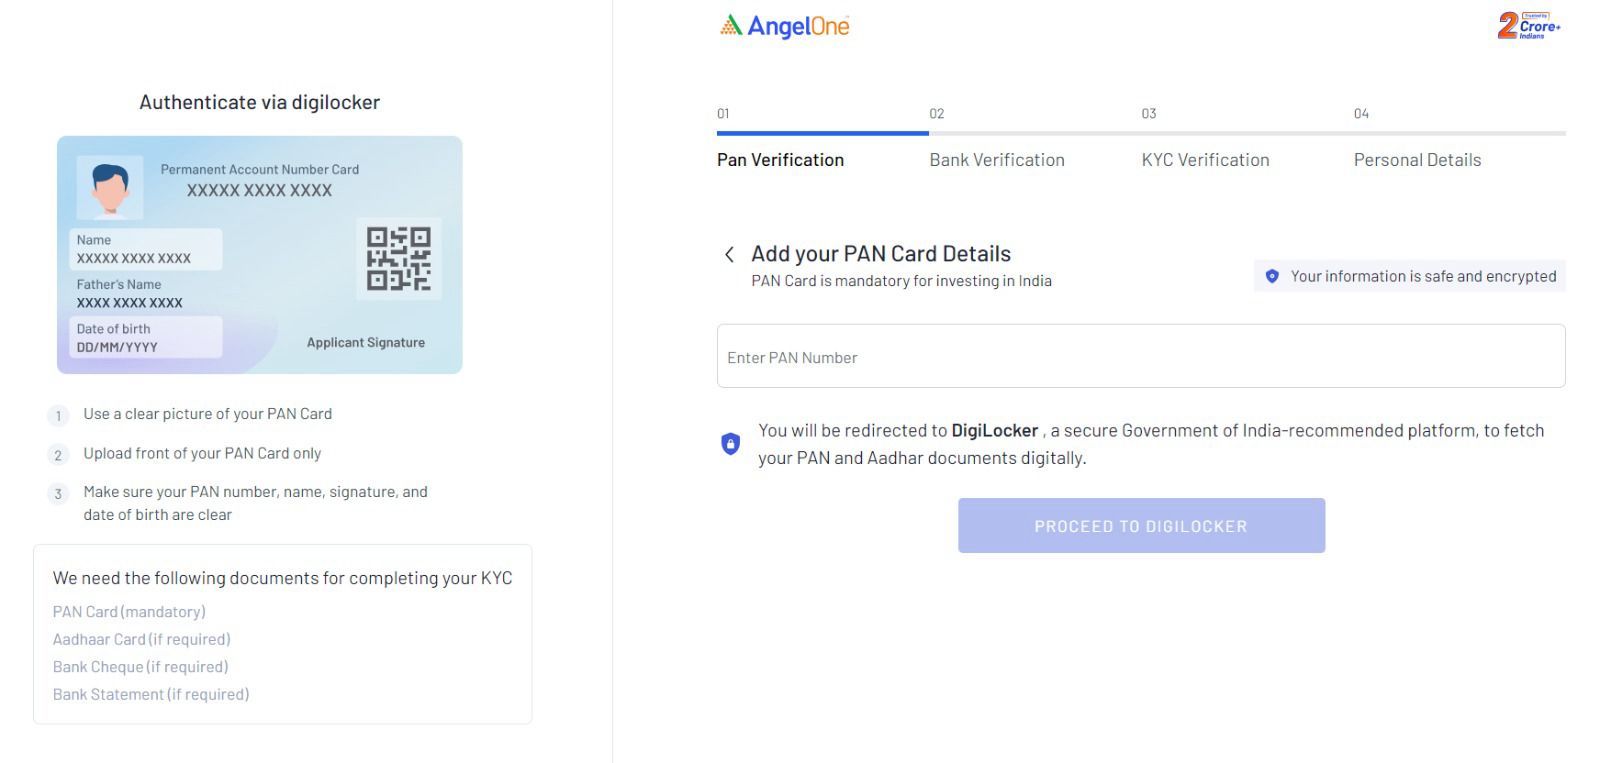 Authenticate via digilocker
Permanent Account Number Card
XXXXX XXXX XXXX
Name
XXXXX XXXX XXXX
Father's Name
XXXX XXXX XXXX
Date of birth
DD/MM/YYYY
Applicant Signature
1 Use a clear picture of your PAN Card
2 Upload front of your PAN Card only
3 Make sure your PAN number, name, signature, and
date of birth are clear
We need the following documents for completing your KYC
PAN Card (mandatory)
Aadhaar Card (if required)
Bank Cheque (if required)
Bank Statement (if required)
AngelOne
2 Trusted by
Crore+
Indians
01 02 03 04
Pan Verification Bank Verification KYC Verification Personal Details
Add your PAN Card Details
PAN Card is mandatory for investing in India
Your information is safe and encrypted
Enter PAN Number
You will be redirected to DigiLocker , a secure Government of India-recommended platform, to fetch
your PAN and Aadhar documents digitally.
PROCEED TO DIGILOCKER